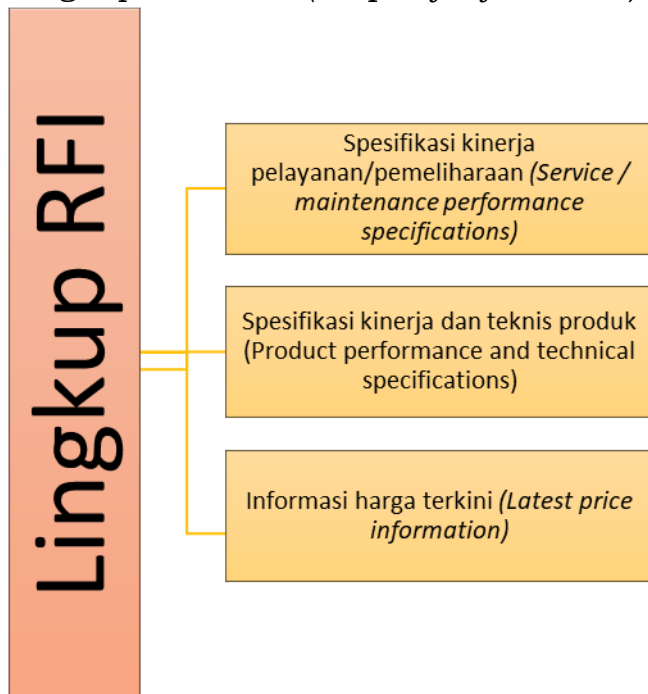 Lingkup RFI
Spesifikasi kinerja
pelayanan/pemeliharaan (Service /
maintenance performance
specifications)
Spesifikasi kinerja dan teknis produk
(Product performance and technical
specifications)
Informasi harga terkini (Latest price
information)